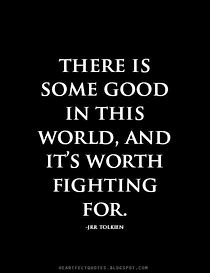 THERE IS
SOME GOOD
IN THIS
WORLD, AND
IT'S WORTH
FIGHTING
FOR.
-JRR TOLKIEN
HEARTFELTQUOTES.BLOGSPOT.COM